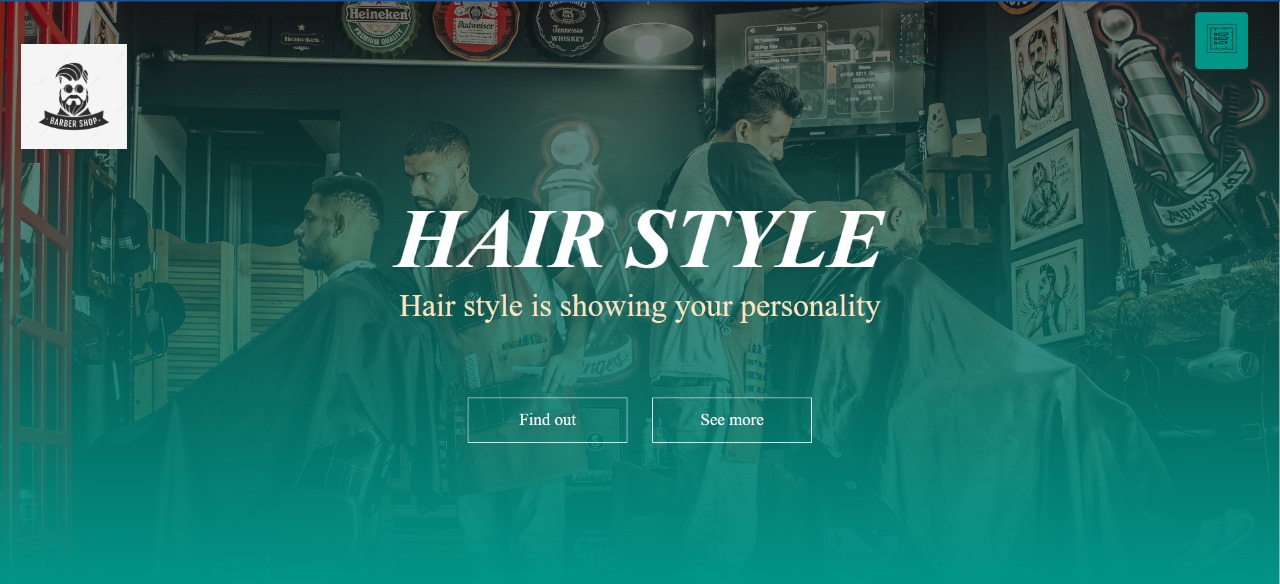 Heineken
PREMIUM QUALITY
Budweiser
Tennessee
WHISKEY
Heineken
BARBER SHOP
HAIR STYLE
Hair style is showing your personality
Find out
See more